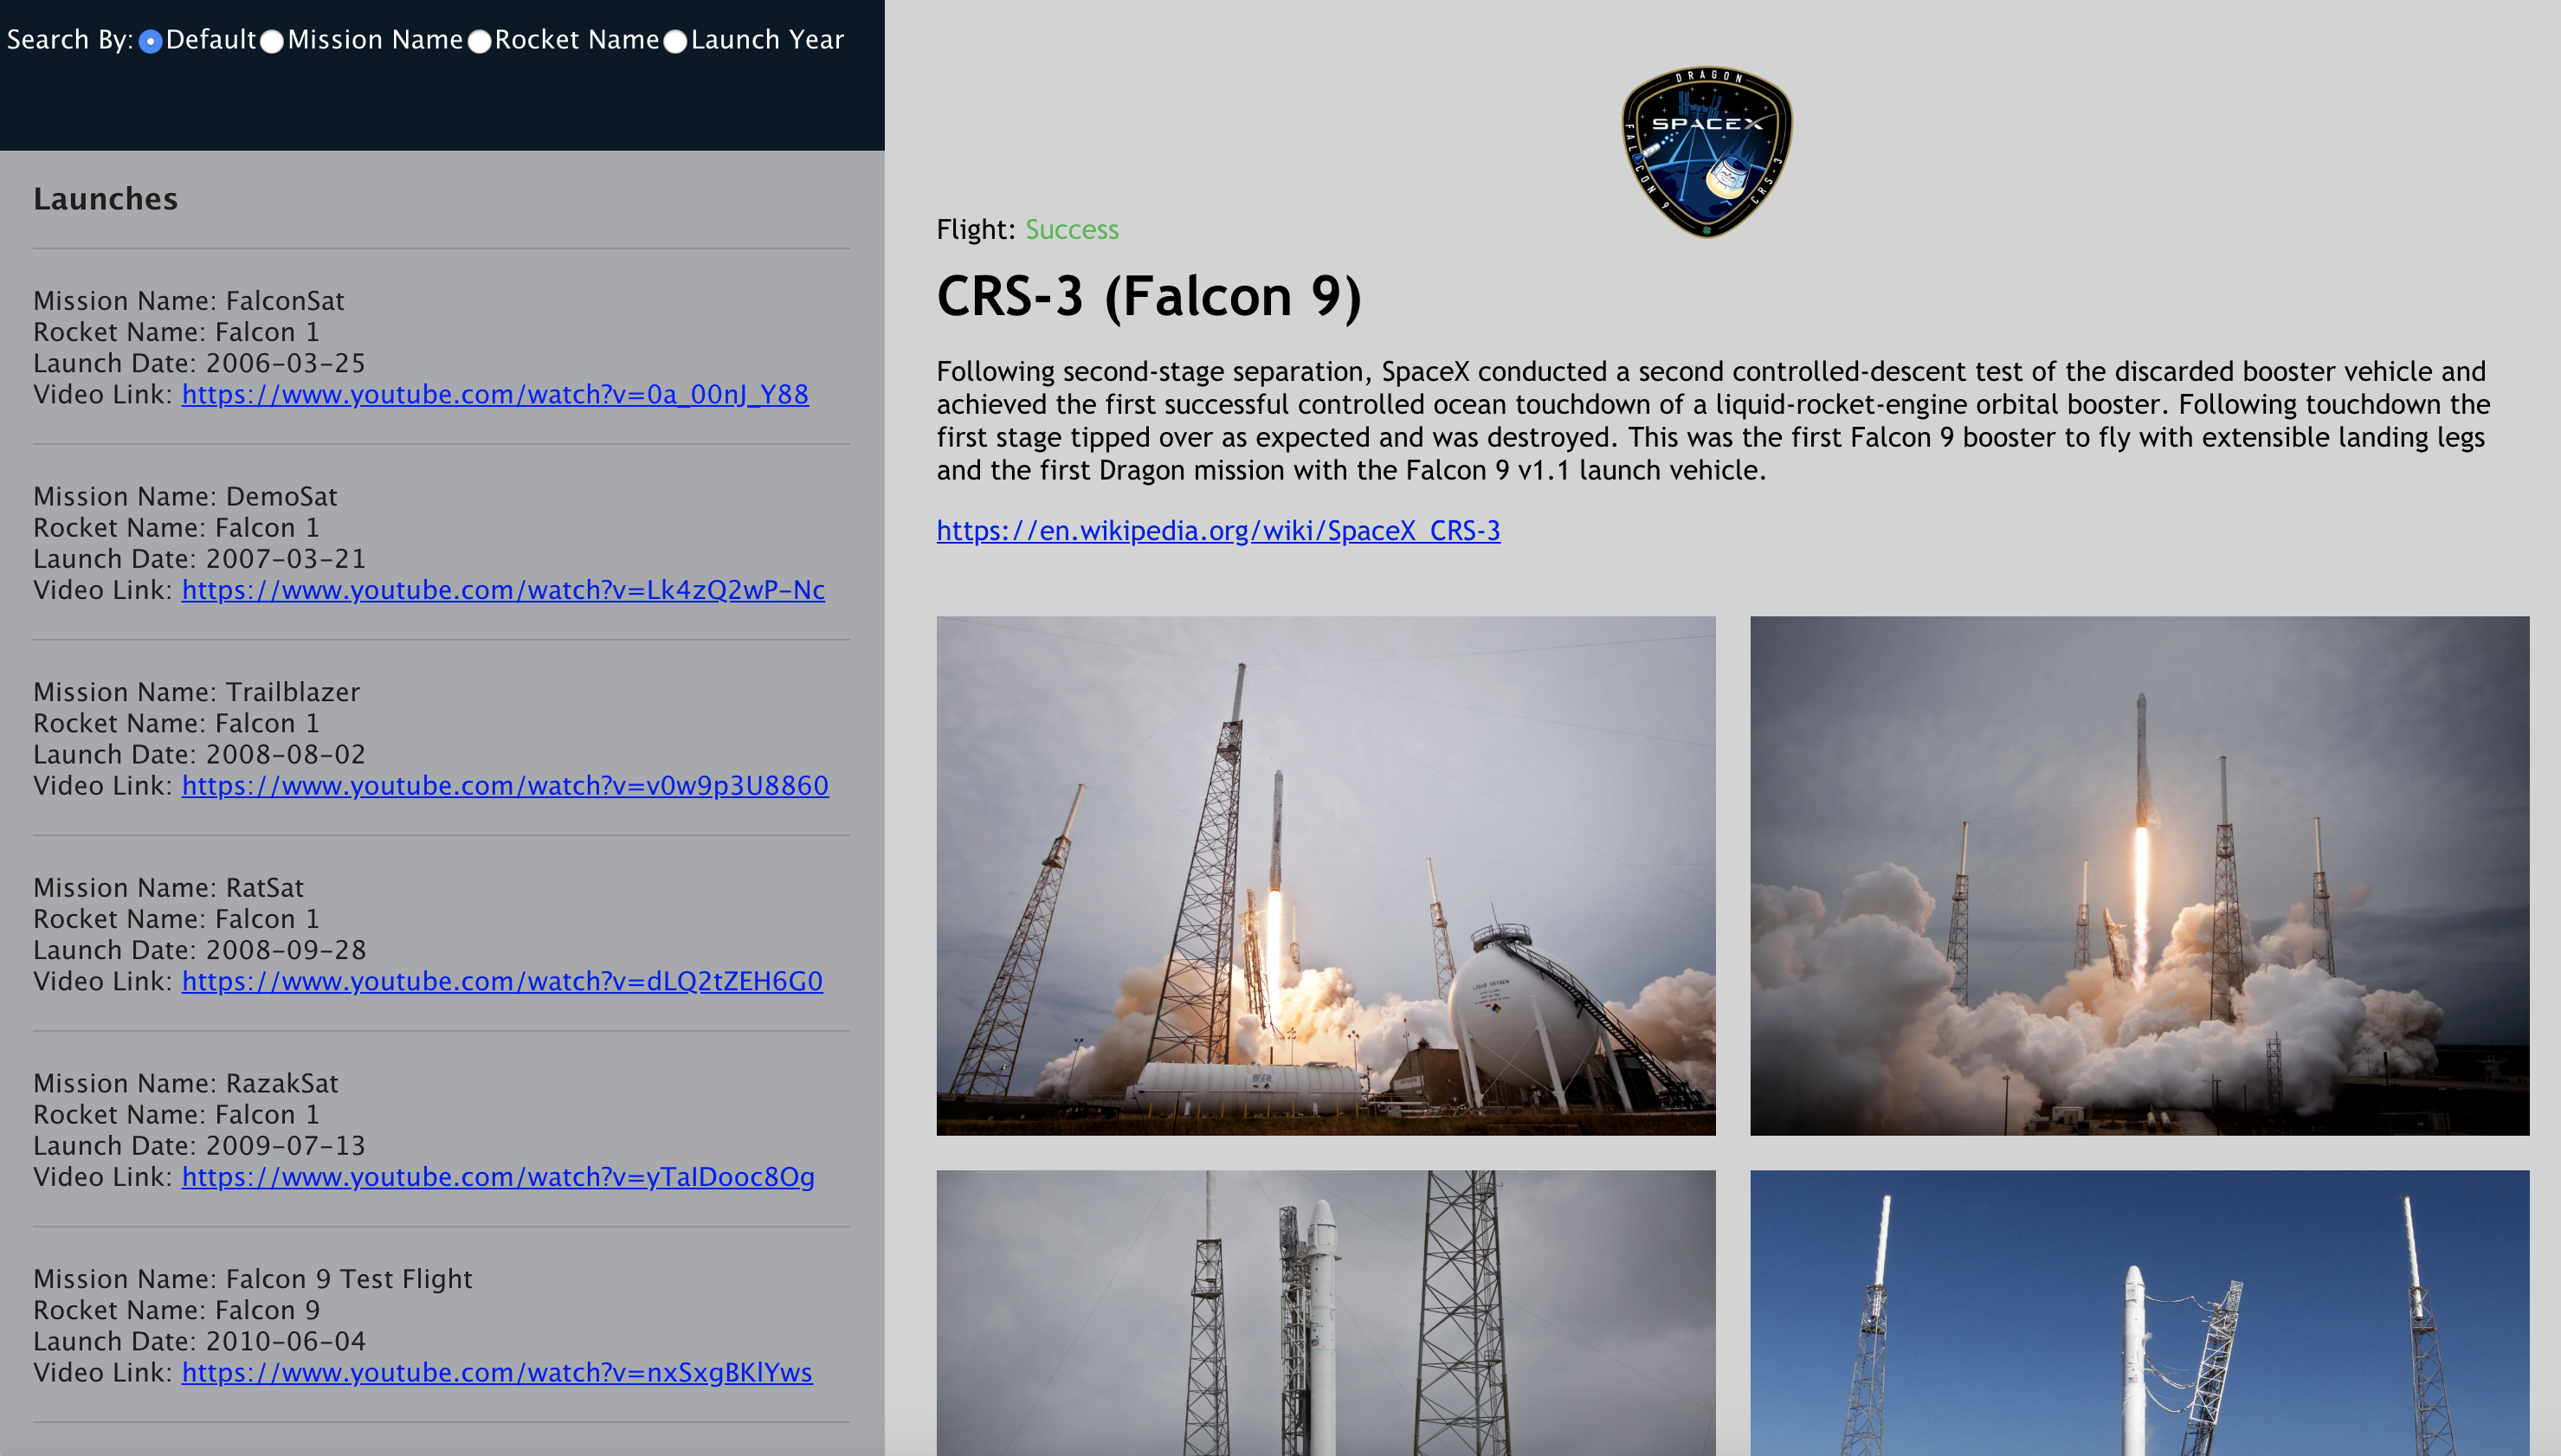 Search By: Default Mission Name Rocket Name Launch Year
Launches
Mission Name: FalconSat
Rocket Name: Falcon 1
Launch Date: 2006-03-25
Video Link: https://www.youtube.com/watch?v=0a_00nJ_Y88
Mission Name: DemoSat
Rocket Name: Falcon 1
Launch Date: 2007-03-21
Video Link: https://www.youtube.com/watch?v=Lk4zQ2wP-Nc
Mission Name: Trailblazer
Rocket Name: Falcon 1
Launch Date: 2008-08-02
Video Link: https://www.youtube.com/watch?v=v0w9p3U8860
Mission Name: RatSat
Rocket Name: Falcon 1
Launch Date: 2008-09-28
Video Link: https://www.youtube.com/watch?v=dLQ2tZEH6G0
Mission Name: RazakSat
Rocket Name: Falcon 1
Launch Date: 2009-07-13
Video Link: https://www.youtube.com/watch?v=yTaIDooc8Og
Mission Name: Falcon 9 Test Flight
Rocket Name: Falcon 9
Launch Date: 2010-06-04
Video Link: https://www.youtube.com/watch?v=nxSxgBKlYws
DRAGON
SPACEX
FALCON 9
CRS-3
Flight: Success
CRS-3 (Falcon 9)
Following second-stage separation, SpaceX conducted a second controlled-descent test of the discarded booster vehicle and
achieved the first successful controlled ocean touchdown of a liquid-rocket-engine orbital booster. Following touchdown the
first stage tipped over as expected and was destroyed. This was the first Falcon 9 booster to fly with extensible landing legs
and the first Dragon mission with the Falcon 9 v1.1 launch vehicle.
https://en.wikipedia.org/wiki/SpaceX_CRS-3
LIQUID OXYGEN